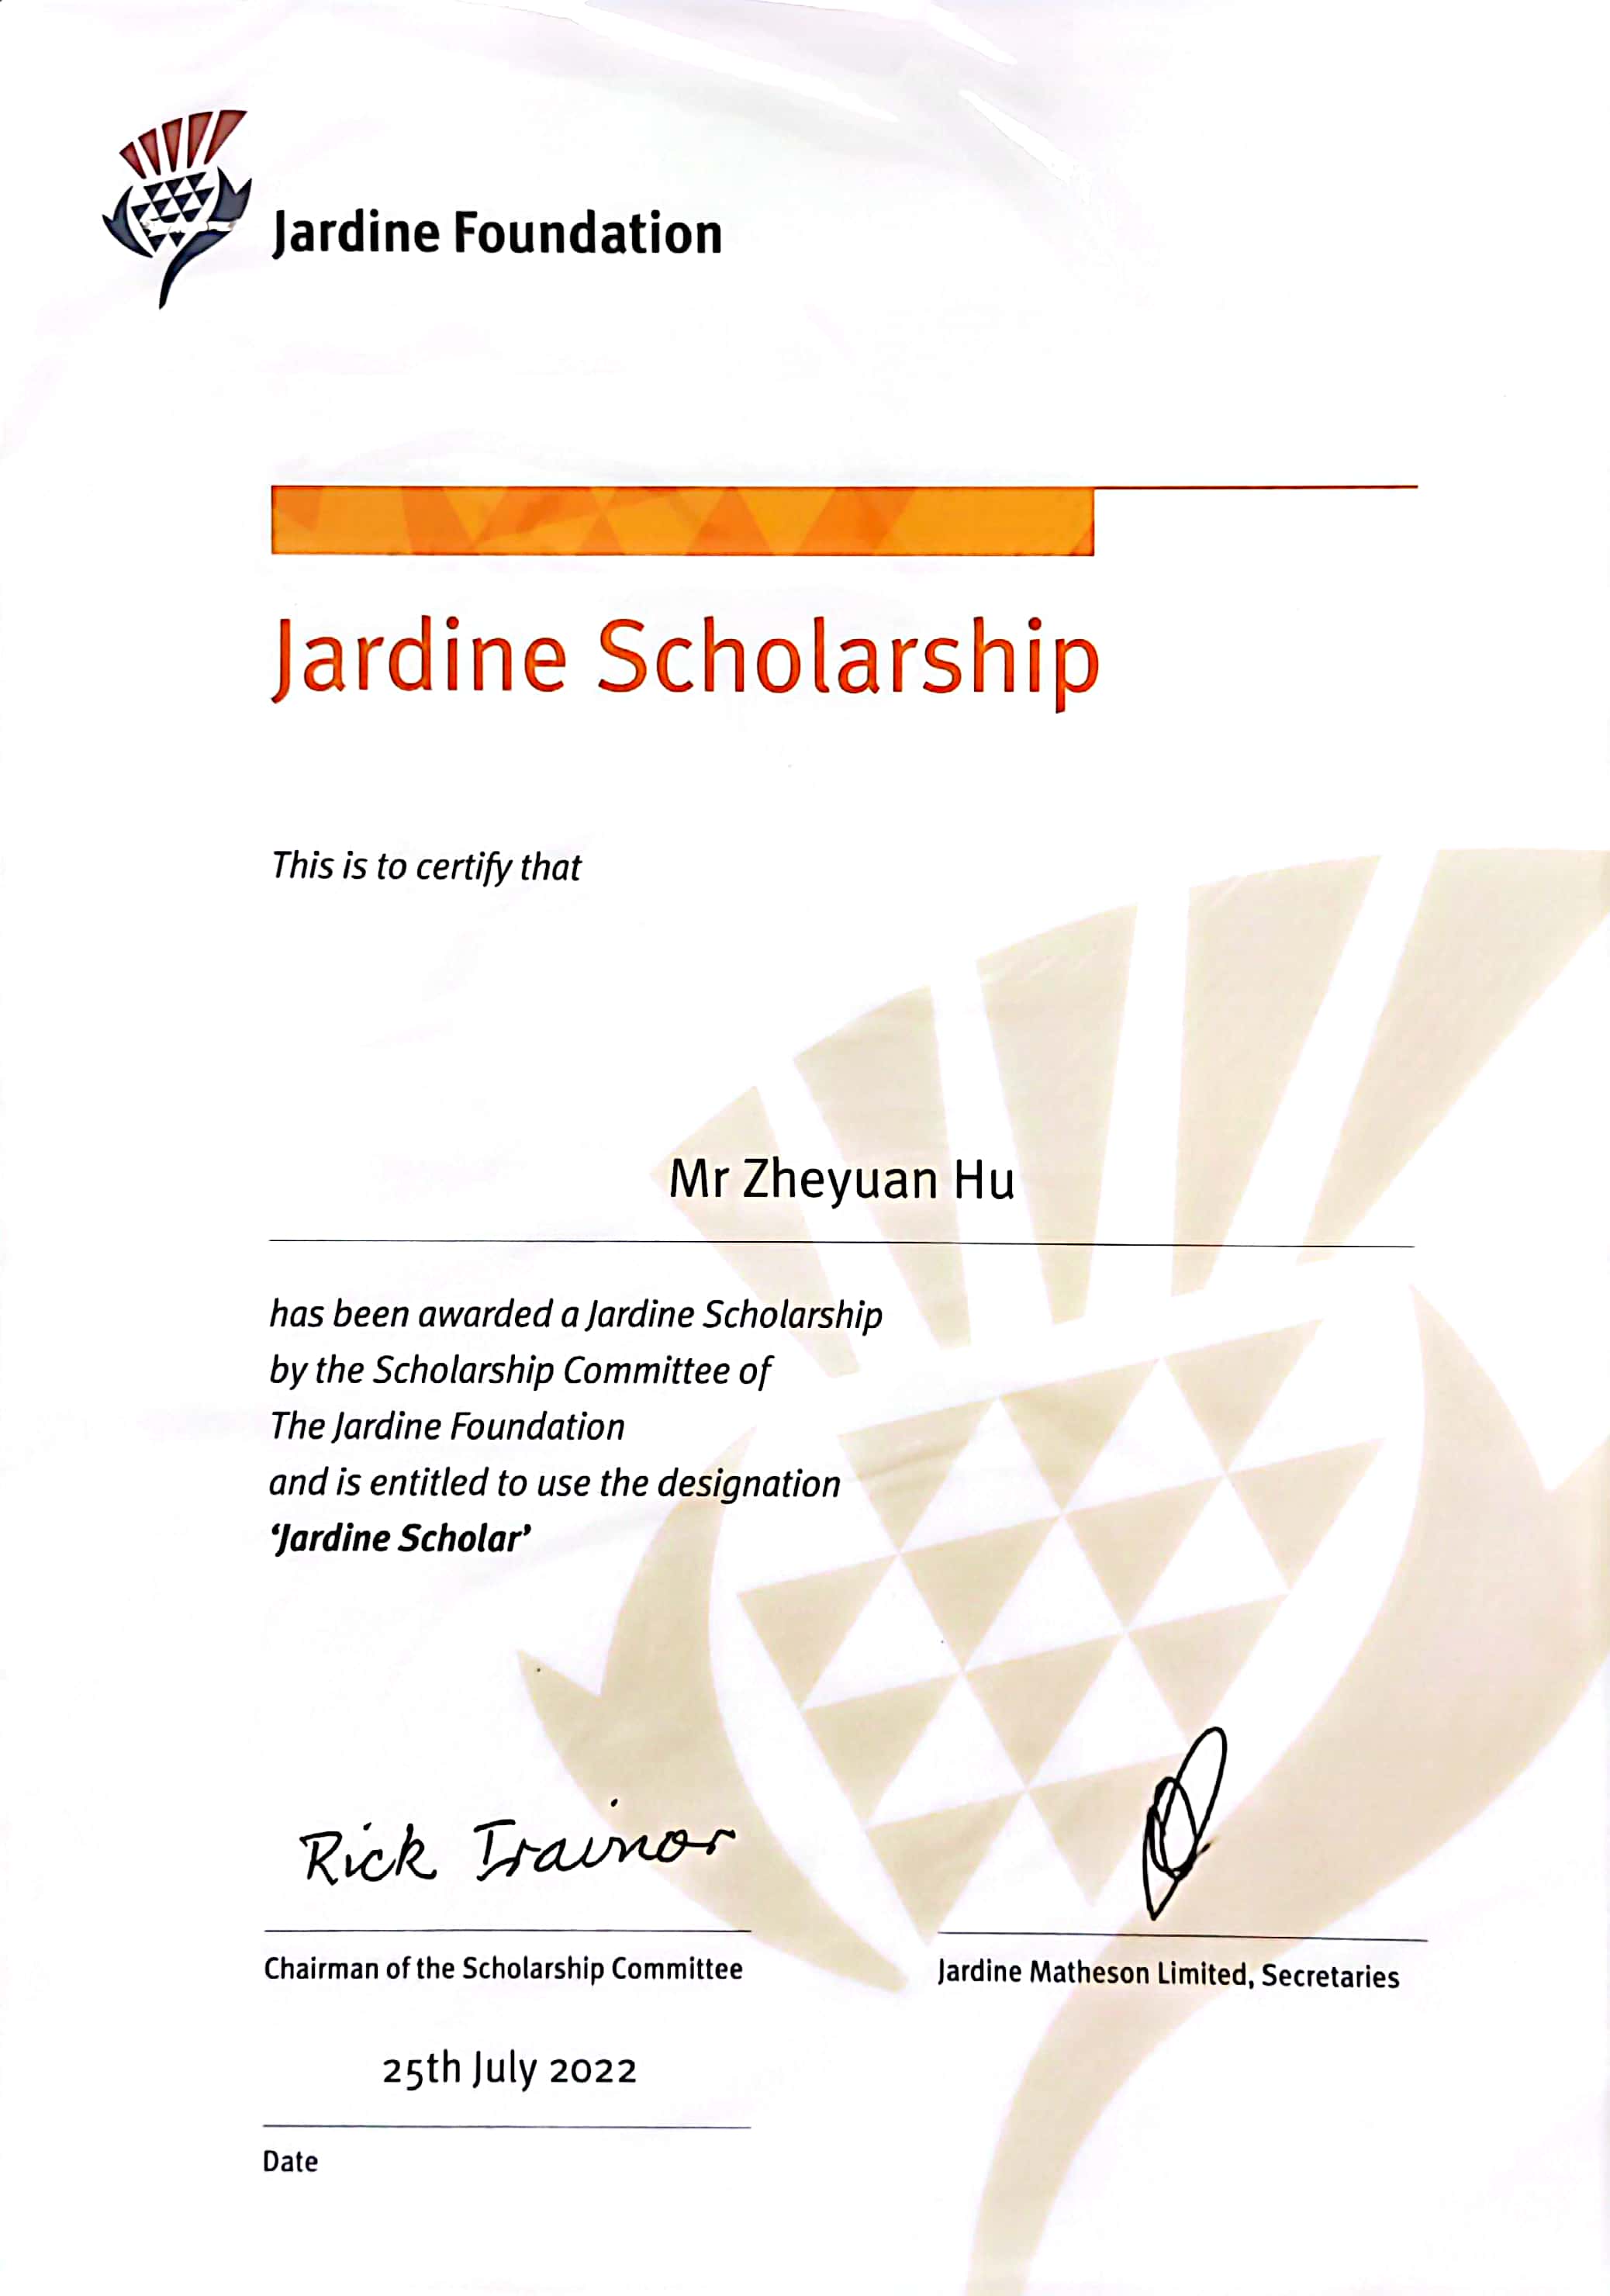 Jardine Foundation
Jardine Scholarship
This is to certify that
Mr Zheyuan Hu
has been awarded a Jardine Scholarship
by the Scholarship Committee of
The Jardine Foundation
and is entitled to use the designation
‘Jardine Scholar’
Rick Trainor
Chairman of the Scholarship Committee
Jardine Matheson Limited, Secretaries
25th July 2022
Date